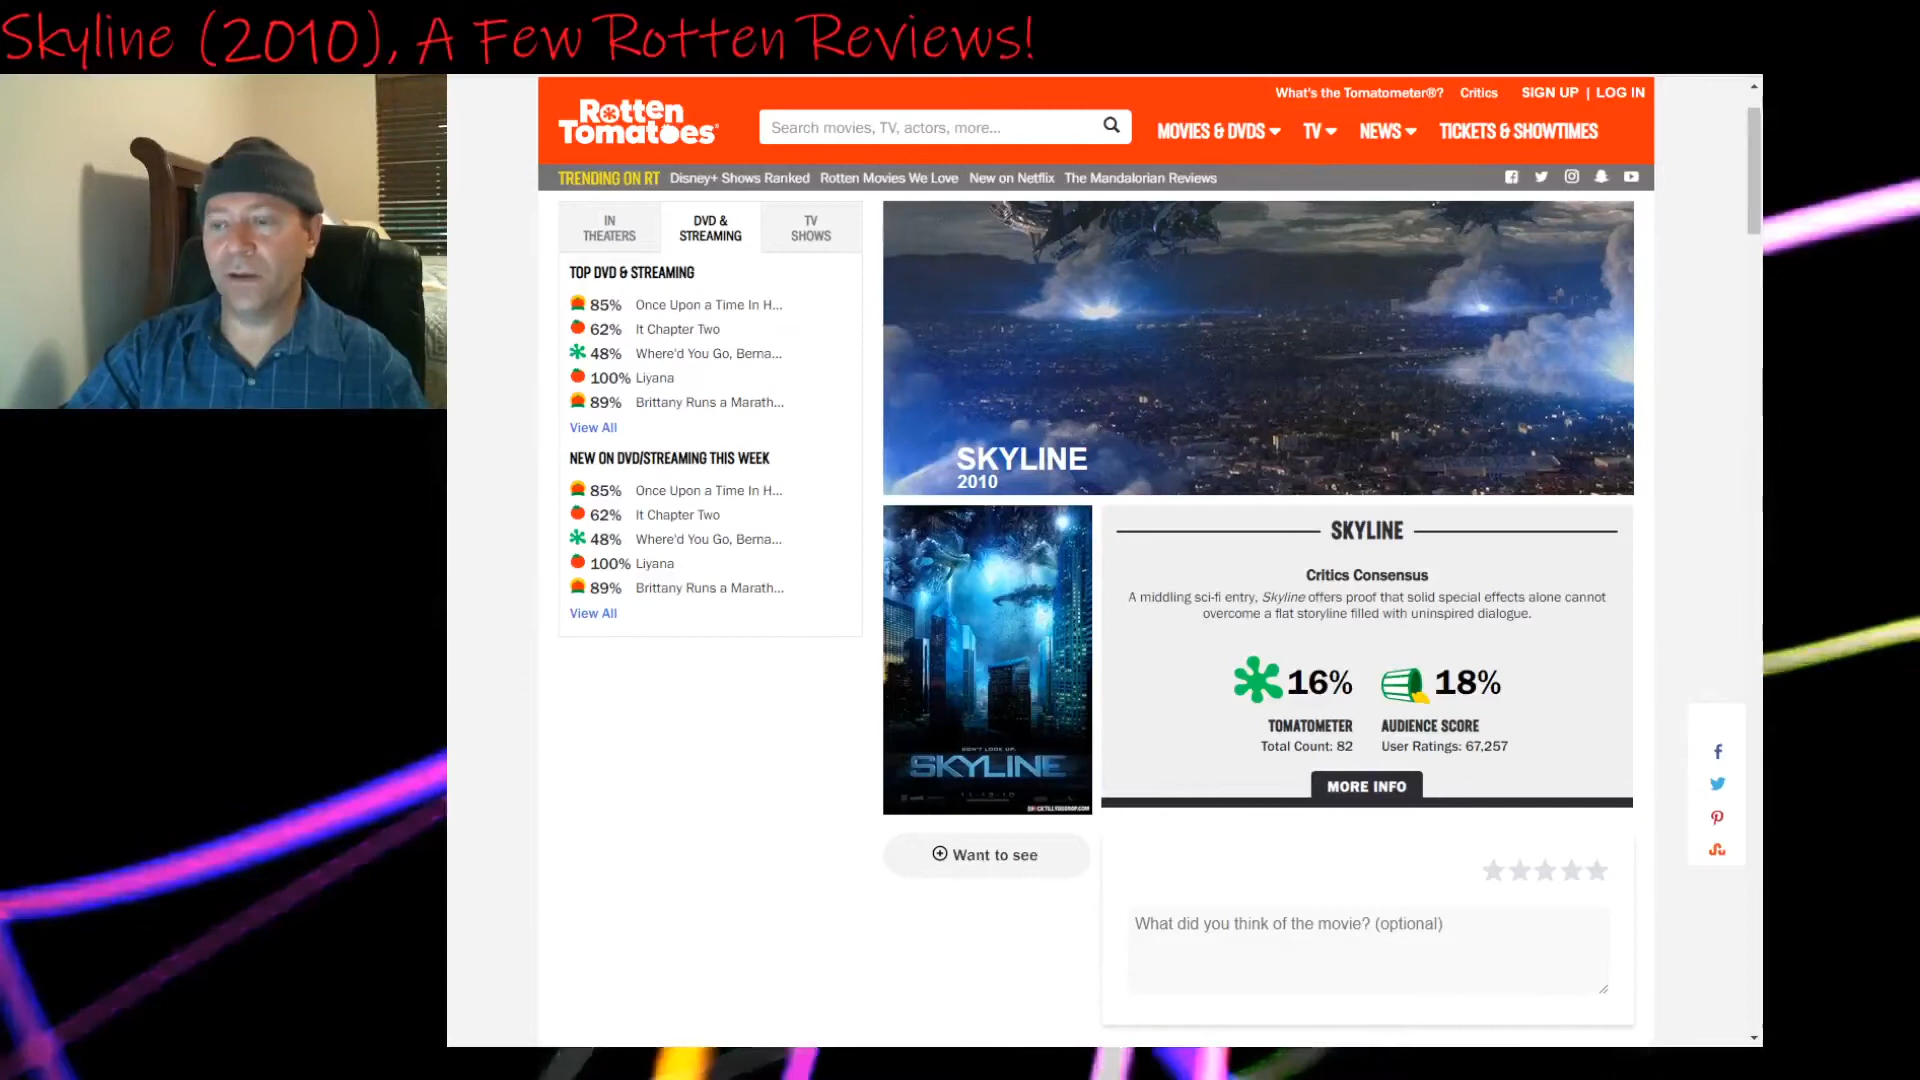 Skyline (2010), A Few Rotten Reviews!
What's the Tomatometer®? Critics SIGN UP | LOG IN
Rotten
Tomatoes
Search movies, TV, actors, more...
MOVIES & DVDS TV NEWS TICKETS & SHOWTIMES
TRENDING ON RT Disney+ Shows Ranked Rotten Movies We Love New on Netflix The Mandalorian Reviews
IN
THEATERS
DVD &
STREAMING
TV
SHOWS
TOP DVD & STREAMING
85% Once Upon a Time In H...
62% It Chapter Two
48% Where'd You Go, Berna...
100% Liyana
89% Brittany Runs a Marath...
View All
NEW ON DVD/STREAMING THIS WEEK
85% Once Upon a Time In H...
62% It Chapter Two
48% Where'd You Go, Berna...
100% Liyana
89% Brittany Runs a Marath...
View All
SKYLINE
2010
DON'T LOOK UP.
SKYLINE
11.12.10
SKYLINE
Critics Consensus
A middling sci-fi entry, Skyline offers proof that solid special effects alone cannot
overcome a flat storyline filled with uninspired dialogue.
16% 18%
TOMATOMETER AUDIENCE SCORE
Total Count: 82 User Ratings: 67,257
MORE INFO
Want to see
What did you think of the movie? (optional)